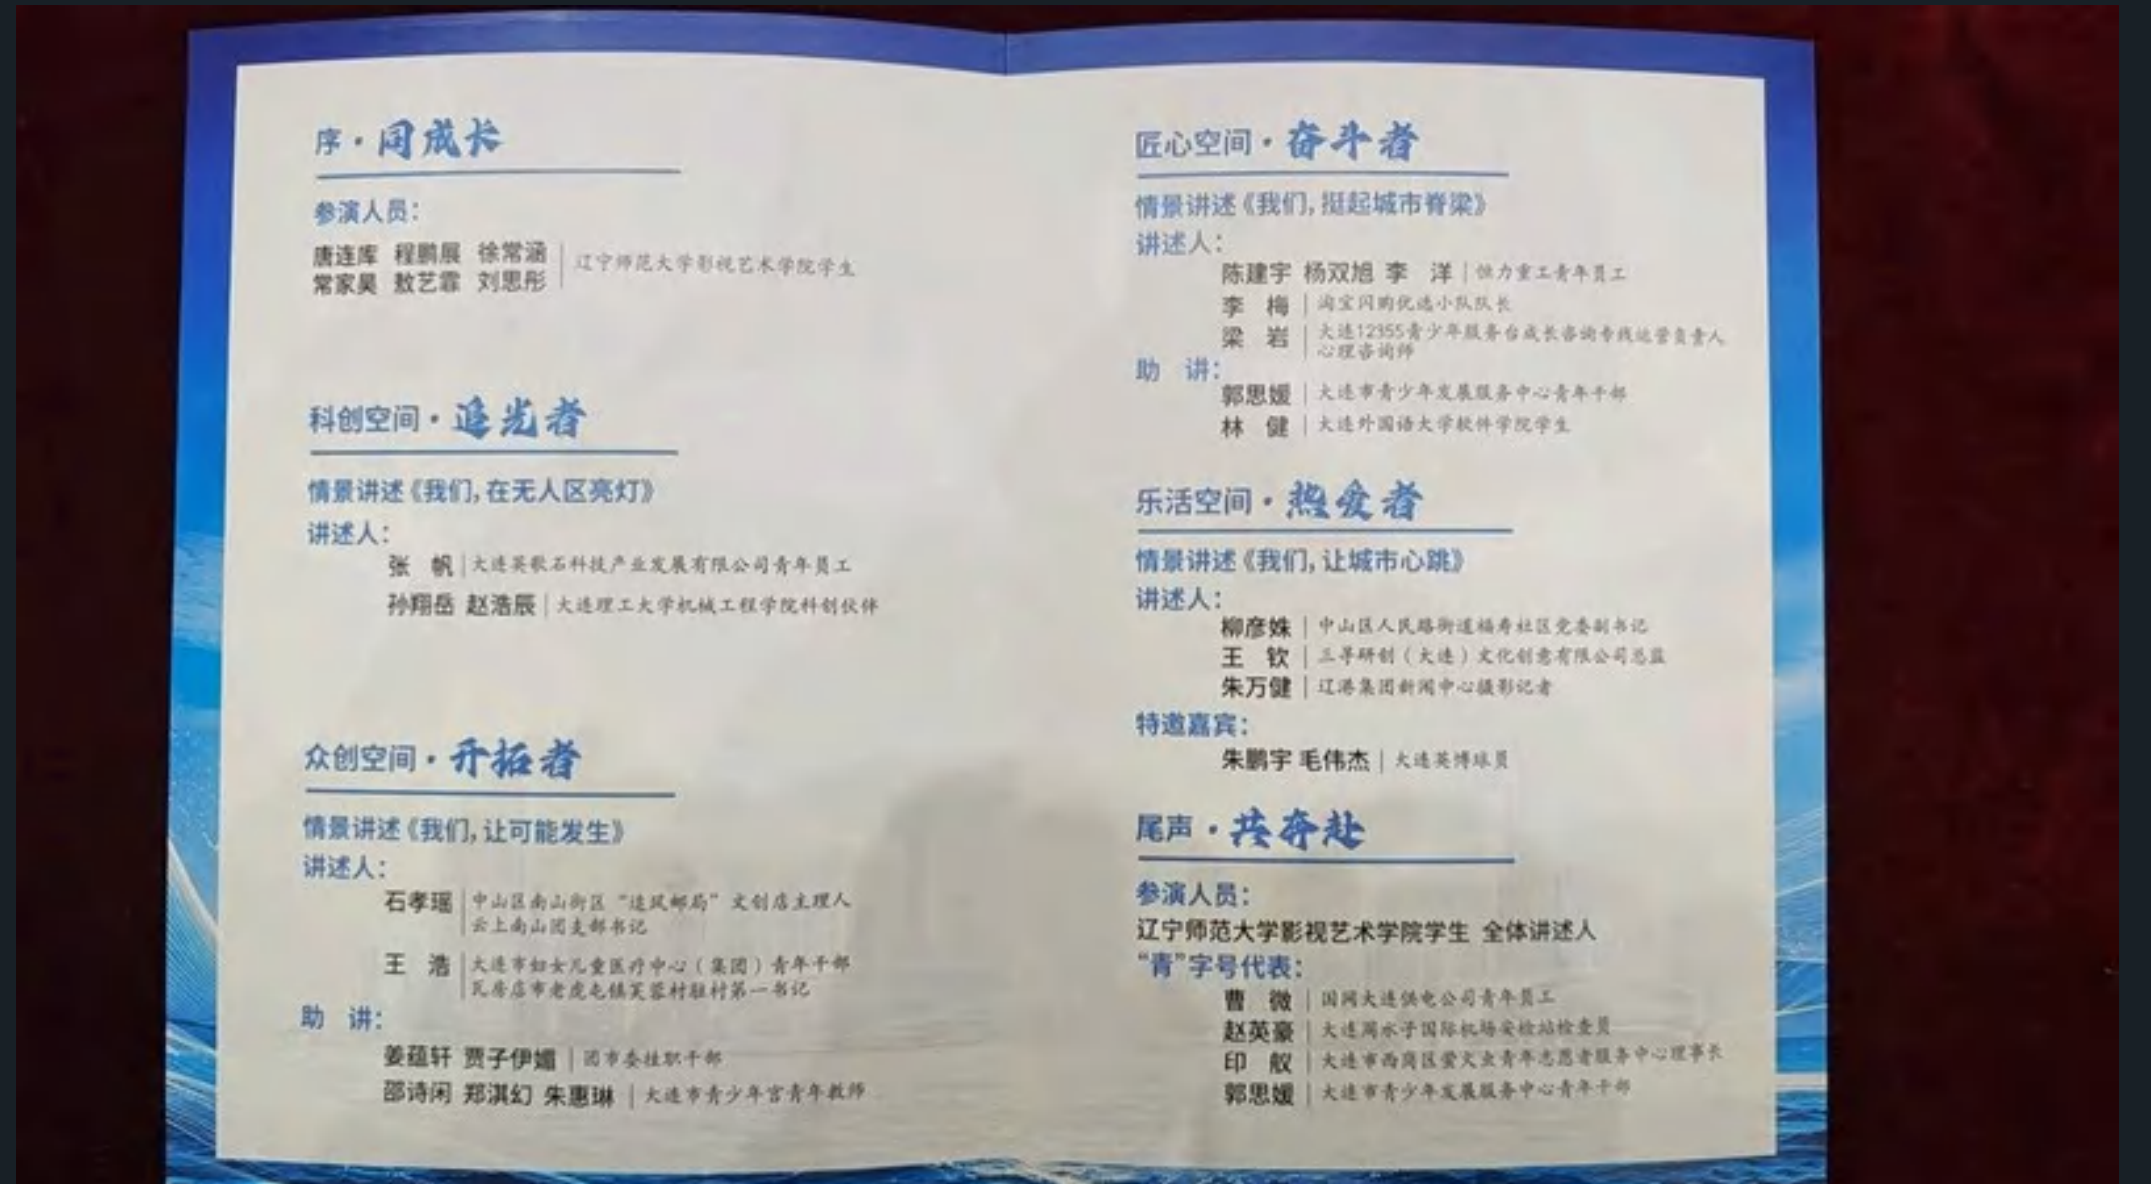 序·同成长
参演人员：
唐连库 程鹏展 徐常涵
常家昊 敖艺霏 刘思彤
辽宁师范大学影视艺术学院学生
科创空间·追光者
情景讲述《我们，在无人区亮灯》
讲述人：
张 帆 | 大连英歌石科技产业发展有限公司青年员工
孙翔岳 赵浩辰 | 大连理工大学机械工程学院科创伙伴
众创空间·开拓者
情景讲述《我们，让可能发生》
讲述人：
石孝瑶 | 中山区南山街区“连风邮局”文创店主理人
云上南山团支部书记
王 浩 | 大连市妇女儿童医疗中心（集团）青年干部
瓦房店市老虎屯镇芙蓉村驻村第一书记
助 讲：
姜蕴轩 贾子伊媚 | 团市委挂职干部
邵诗闲 郑淇幻 朱惠琳 | 大连市青少年宫青年教师
匠心空间·奋斗者
情景讲述《我们，挺起城市脊梁》
讲述人：
陈建宇 杨双旭 李 洋 | 恒力重工青年员工
李 梅 | 淘宝闪购优选小队队长
梁 岩 | 大连12355青少年服务台成长咨询专线运营负责人
心理咨询师
助 讲：
郭思媛 | 大连市青少年发展服务中心青年干部
林 健 | 大连外国语大学软件学院学生
乐活空间·热爱者
情景讲述《我们，让城市心跳》
讲述人：
柳彦姝 | 中山区人民路街道福寿社区党委副书记
王 钦 | 三寻研创（大连）文化创意有限公司总监
朱万健 | 辽港集团新闻中心摄影记者
特邀嘉宾：
朱鹏宇 毛伟杰 | 大连英博球员
尾声·共奔赴
参演人员：
辽宁师范大学影视艺术学院学生 全体讲述人
“青”字号代表：
曹 微 | 国网大连供电公司青年员工
赵英豪 | 大连周水子国际机场安检站检查员
印 舣 | 大连市西岗区萤火虫青年志愿者服务中心理事长
郭思媛 | 大连市青少年发展服务中心青年干部